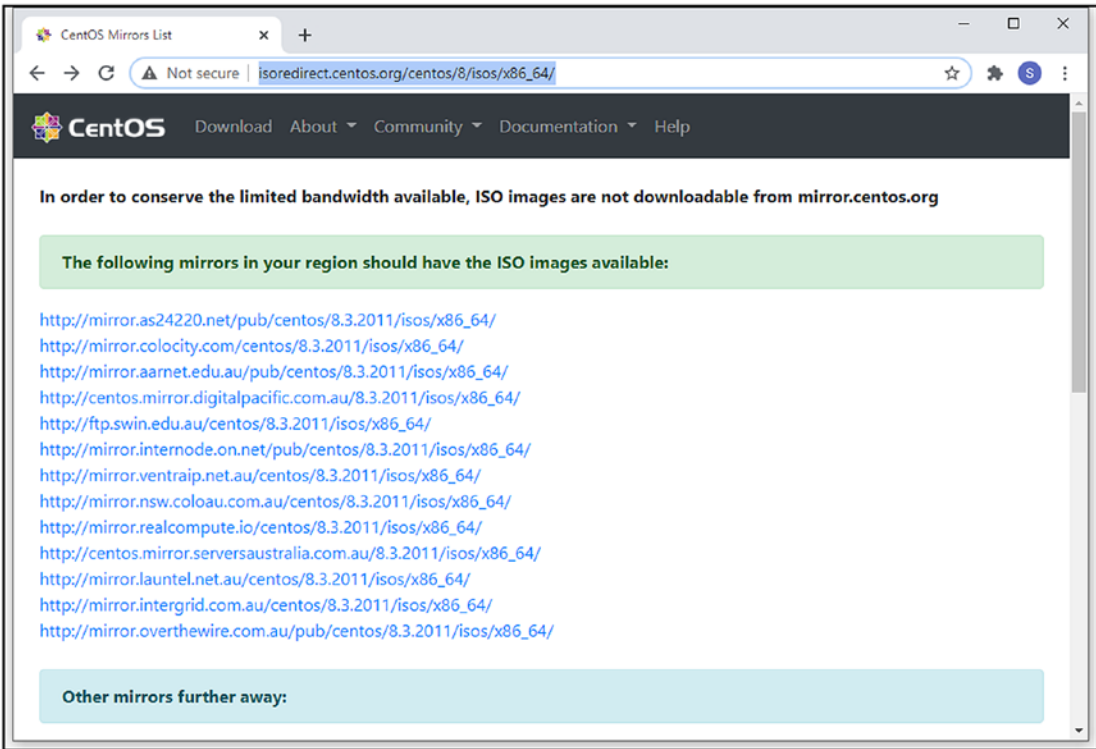 CentOS Mirrors List
Not secure isoredirect.centos.org/centos/8/isos/x86_64/ S
CentOS Download About Community Documentation Help
In order to conserve the limited bandwidth available, ISO images are not downloadable from mirror.centos.org
The following mirrors in your region should have the ISO images available:
http://mirror.as24220.net/pub/centos/8.3.2011/isos/x86_64/
http://mirror.colocity.com/centos/8.3.2011/isos/x86_64/
http://mirror.aarnet.edu.au/pub/centos/8.3.2011/isos/x86_64/
http://centos.mirror.digitalpacific.com.au/8.3.2011/isos/x86_64/
http://ftp.swin.edu.au/centos/8.3.2011/isos/x86_64/
http://mirror.internode.on.net/pub/centos/8.3.2011/isos/x86_64/
http://mirror.ventraip.net.au/centos/8.3.2011/isos/x86_64/
http://mirror.nsw.coloau.com.au/centos/8.3.2011/isos/x86_64/
http://mirror.realcompute.io/centos/8.3.2011/isos/x86_64/
http://centos.mirror.serversaustralia.com.au/8.3.2011/isos/x86_64/
http://mirror.launtel.net.au/centos/8.3.2011/isos/x86_64/
http://mirror.intergrid.com.au/centos/8.3.2011/isos/x86_64/
http://mirror.overthewire.com.au/pub/centos/8.3.2011/isos/x86_64/
Other mirrors further away: